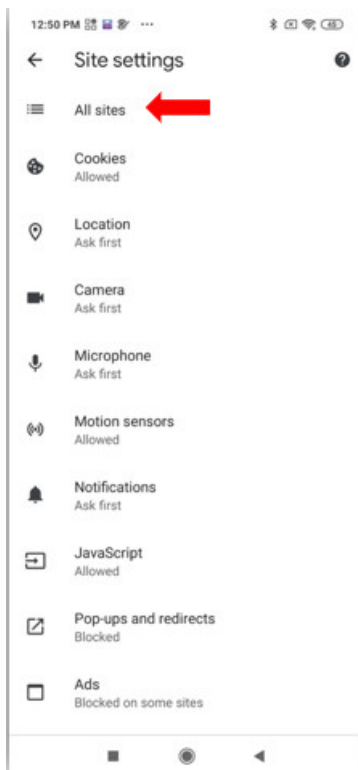 12:50 PM
45
Site settings
All sites
Cookies
Allowed
Location
Ask first
Camera
Ask first
Microphone
Ask first
Motion sensors
Allowed
Notifications
Ask first
JavaScript
Allowed
Pop-ups and redirects
Blocked
Ads
Blocked on some sites